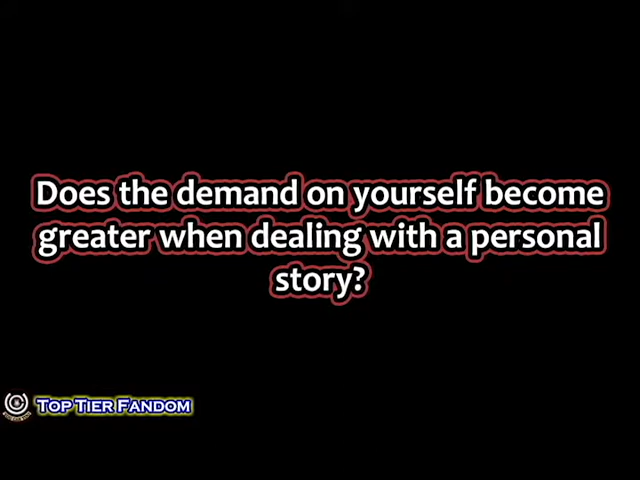 Does the demand on yourself become
greater when dealing with a personal
story?
TOP TIER FANDOM